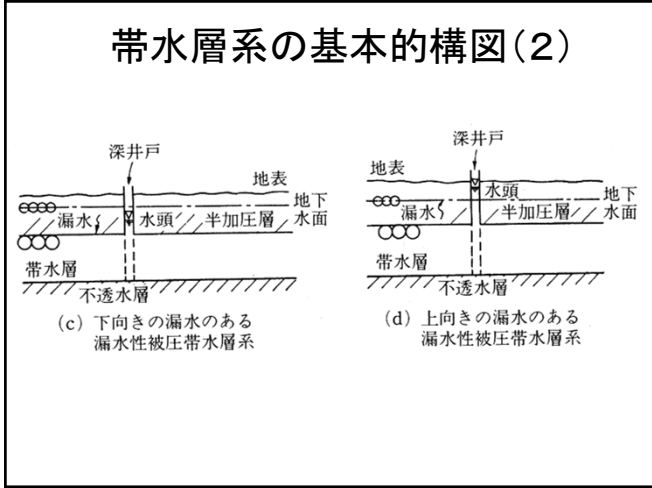 帯水層系の基本的構図(2)
深井戸
地表
地下
水面
漏水
水頭
半加圧層
帯水層
不透水層
(c) 下向きの漏水のある
漏水性被圧帯水層系
深井戸
地表
水頭
地下
水面
漏水
半加圧層
帯水層
不透水層
(d) 上向きの漏水のある
漏水性被圧帯水層系